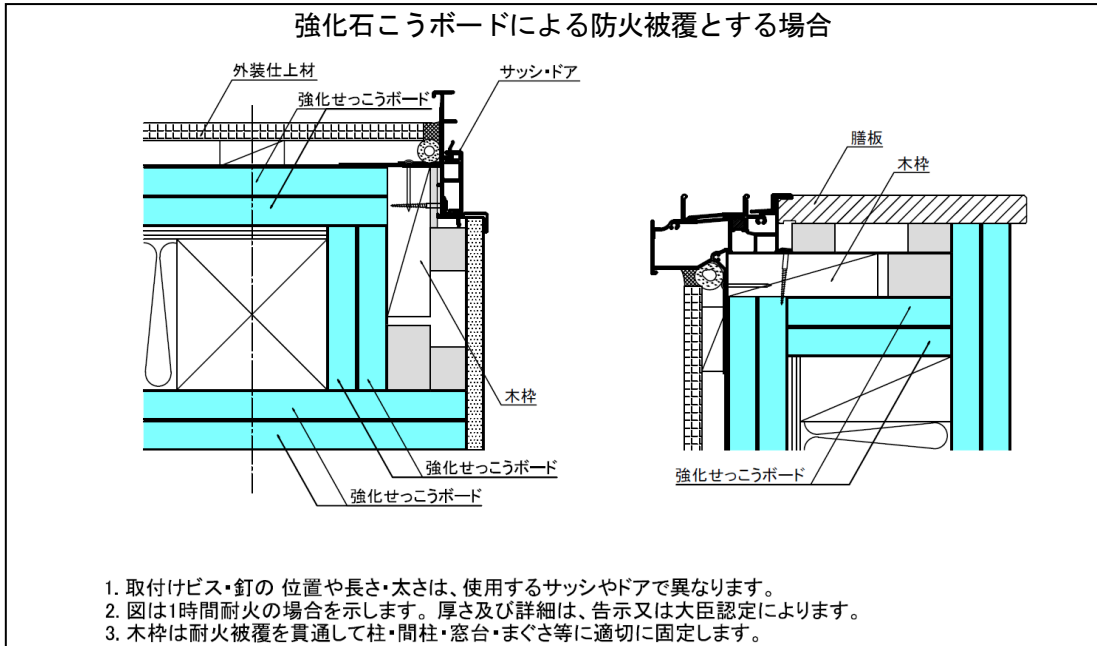 強化石こうボードによる防火被覆とする場合
外装仕上材
サッシ・ドア
強化せっこうボード
膳板
木枠
木枠
強化せっこうボード
強化せっこうボード
強化せっこうボード
1. 取付けビス・釘の 位置や長さ・太さは、使用するサッシやドアで異なります。
2. 図は1時間耐火の場合を示します。厚さ及び詳細は、告示又は大臣認定によります。
3. 木枠は耐火被覆を貫通して柱・間柱・窓台・まぐさ等に適切に固定します。